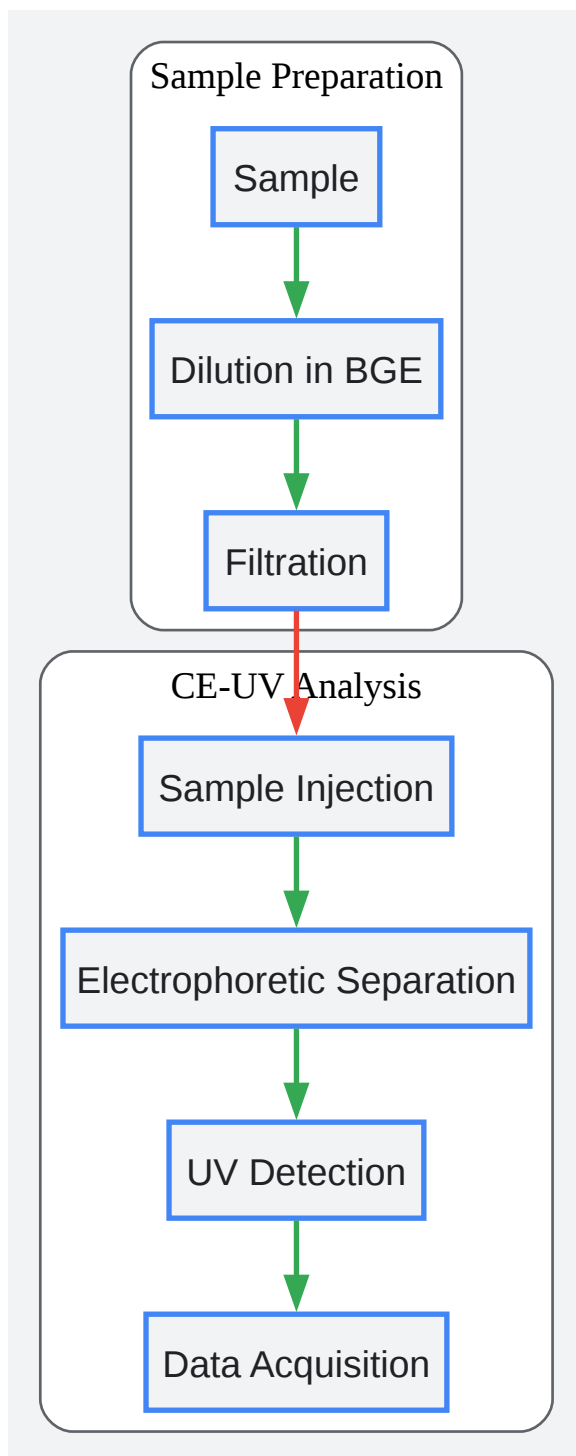 Sample Preparation
Sample
Dilution in BGE
Filtration
CE-UV Analysis
Sample Injection
Electrophoretic Separation
UV Detection
Data Acquisition